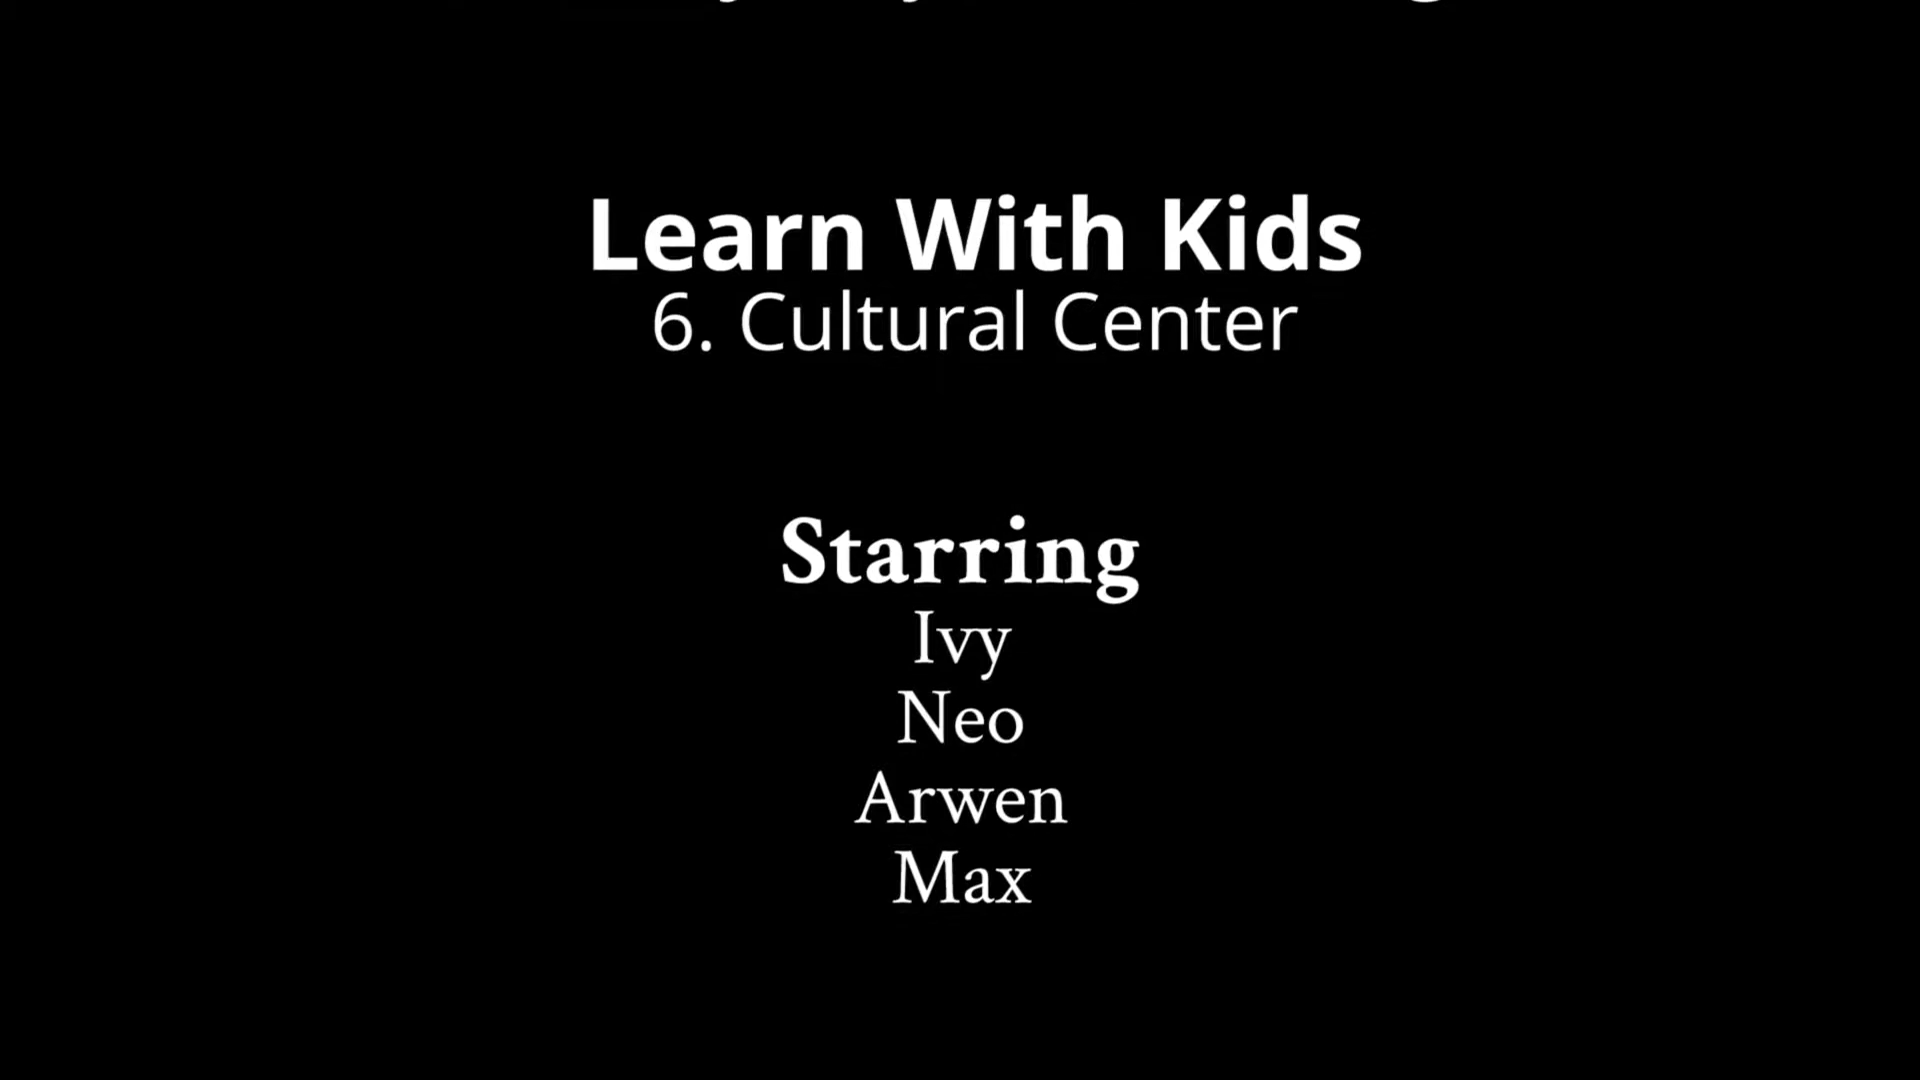 Learn With Kids
6. Cultural Center
Starring
Ivy
Neo
Arwen
Max